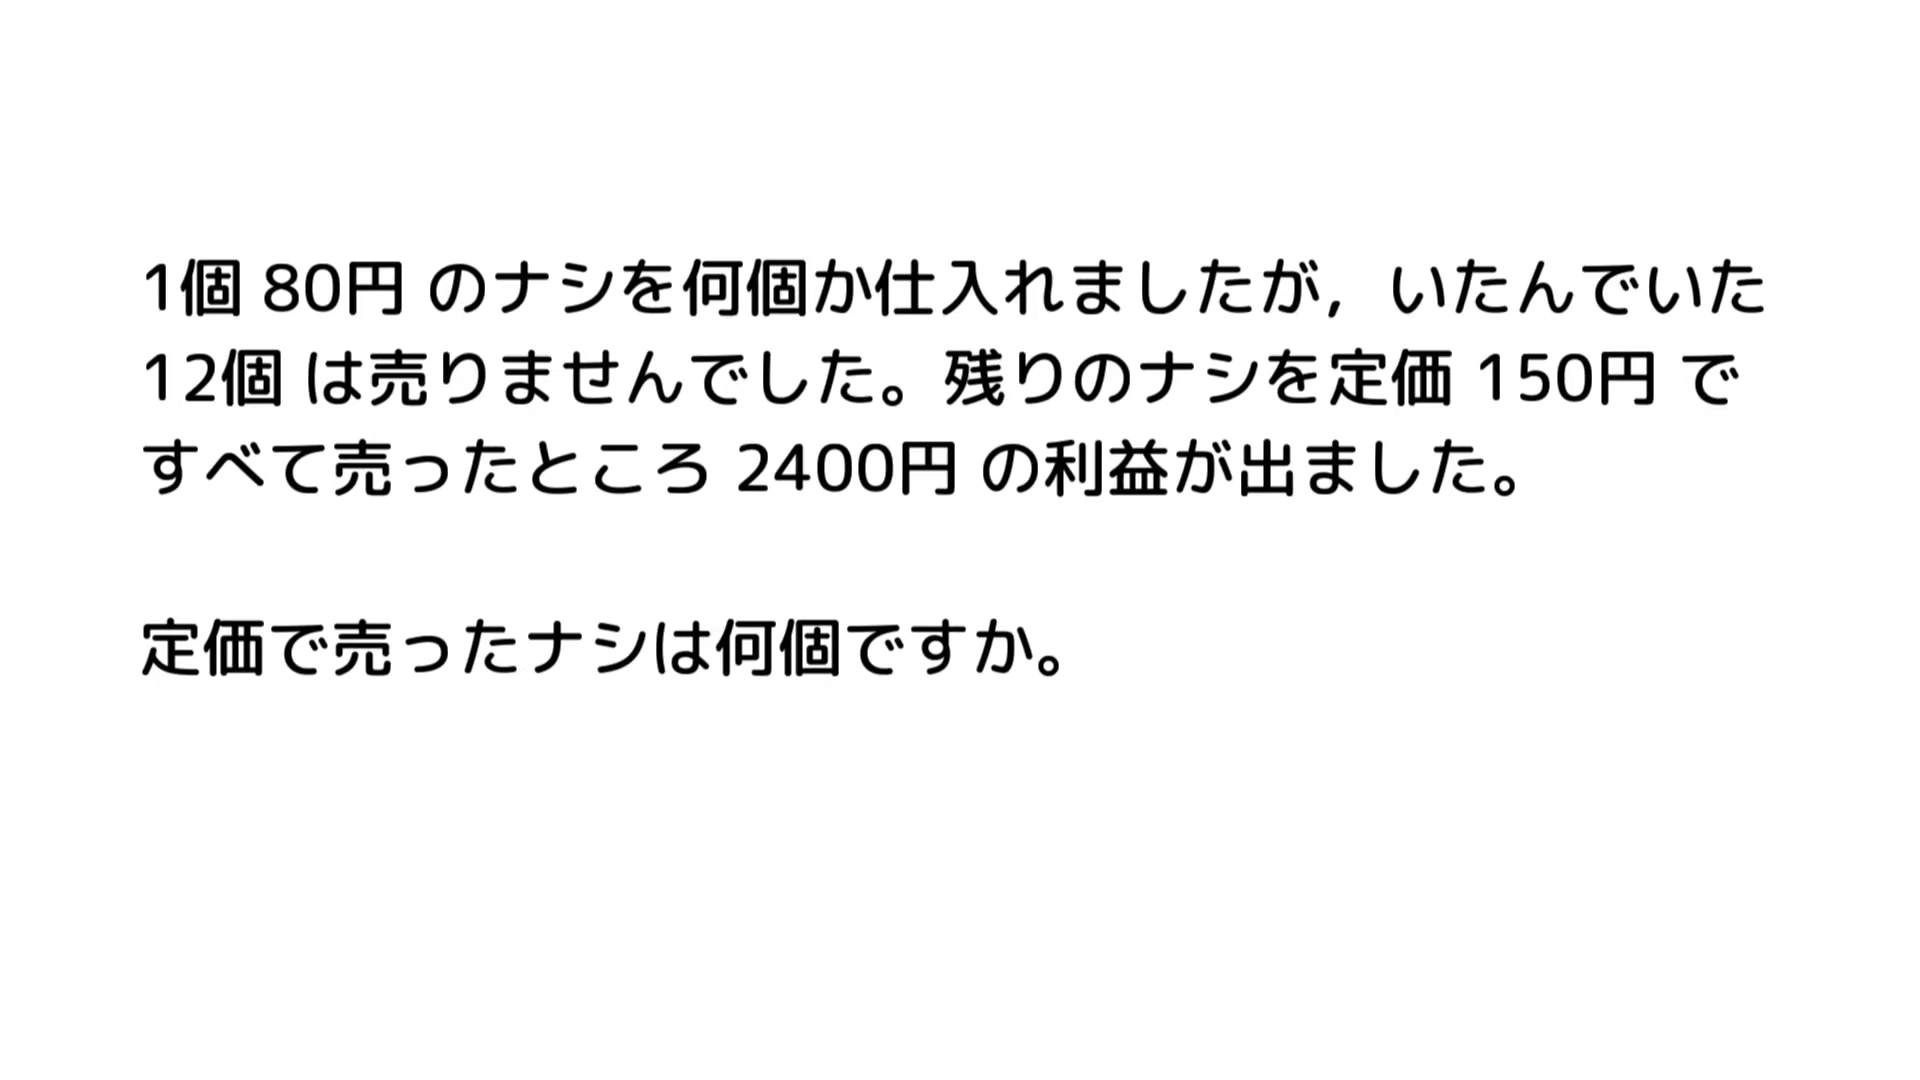 1個 80円 のナシを何個か仕入れましたが，いたんでいた
12個 は売りませんでした。残りのナシを定価 150円 で
すべて売ったところ 2400円 の利益が出ました。
定価で売ったナシは何個ですか。